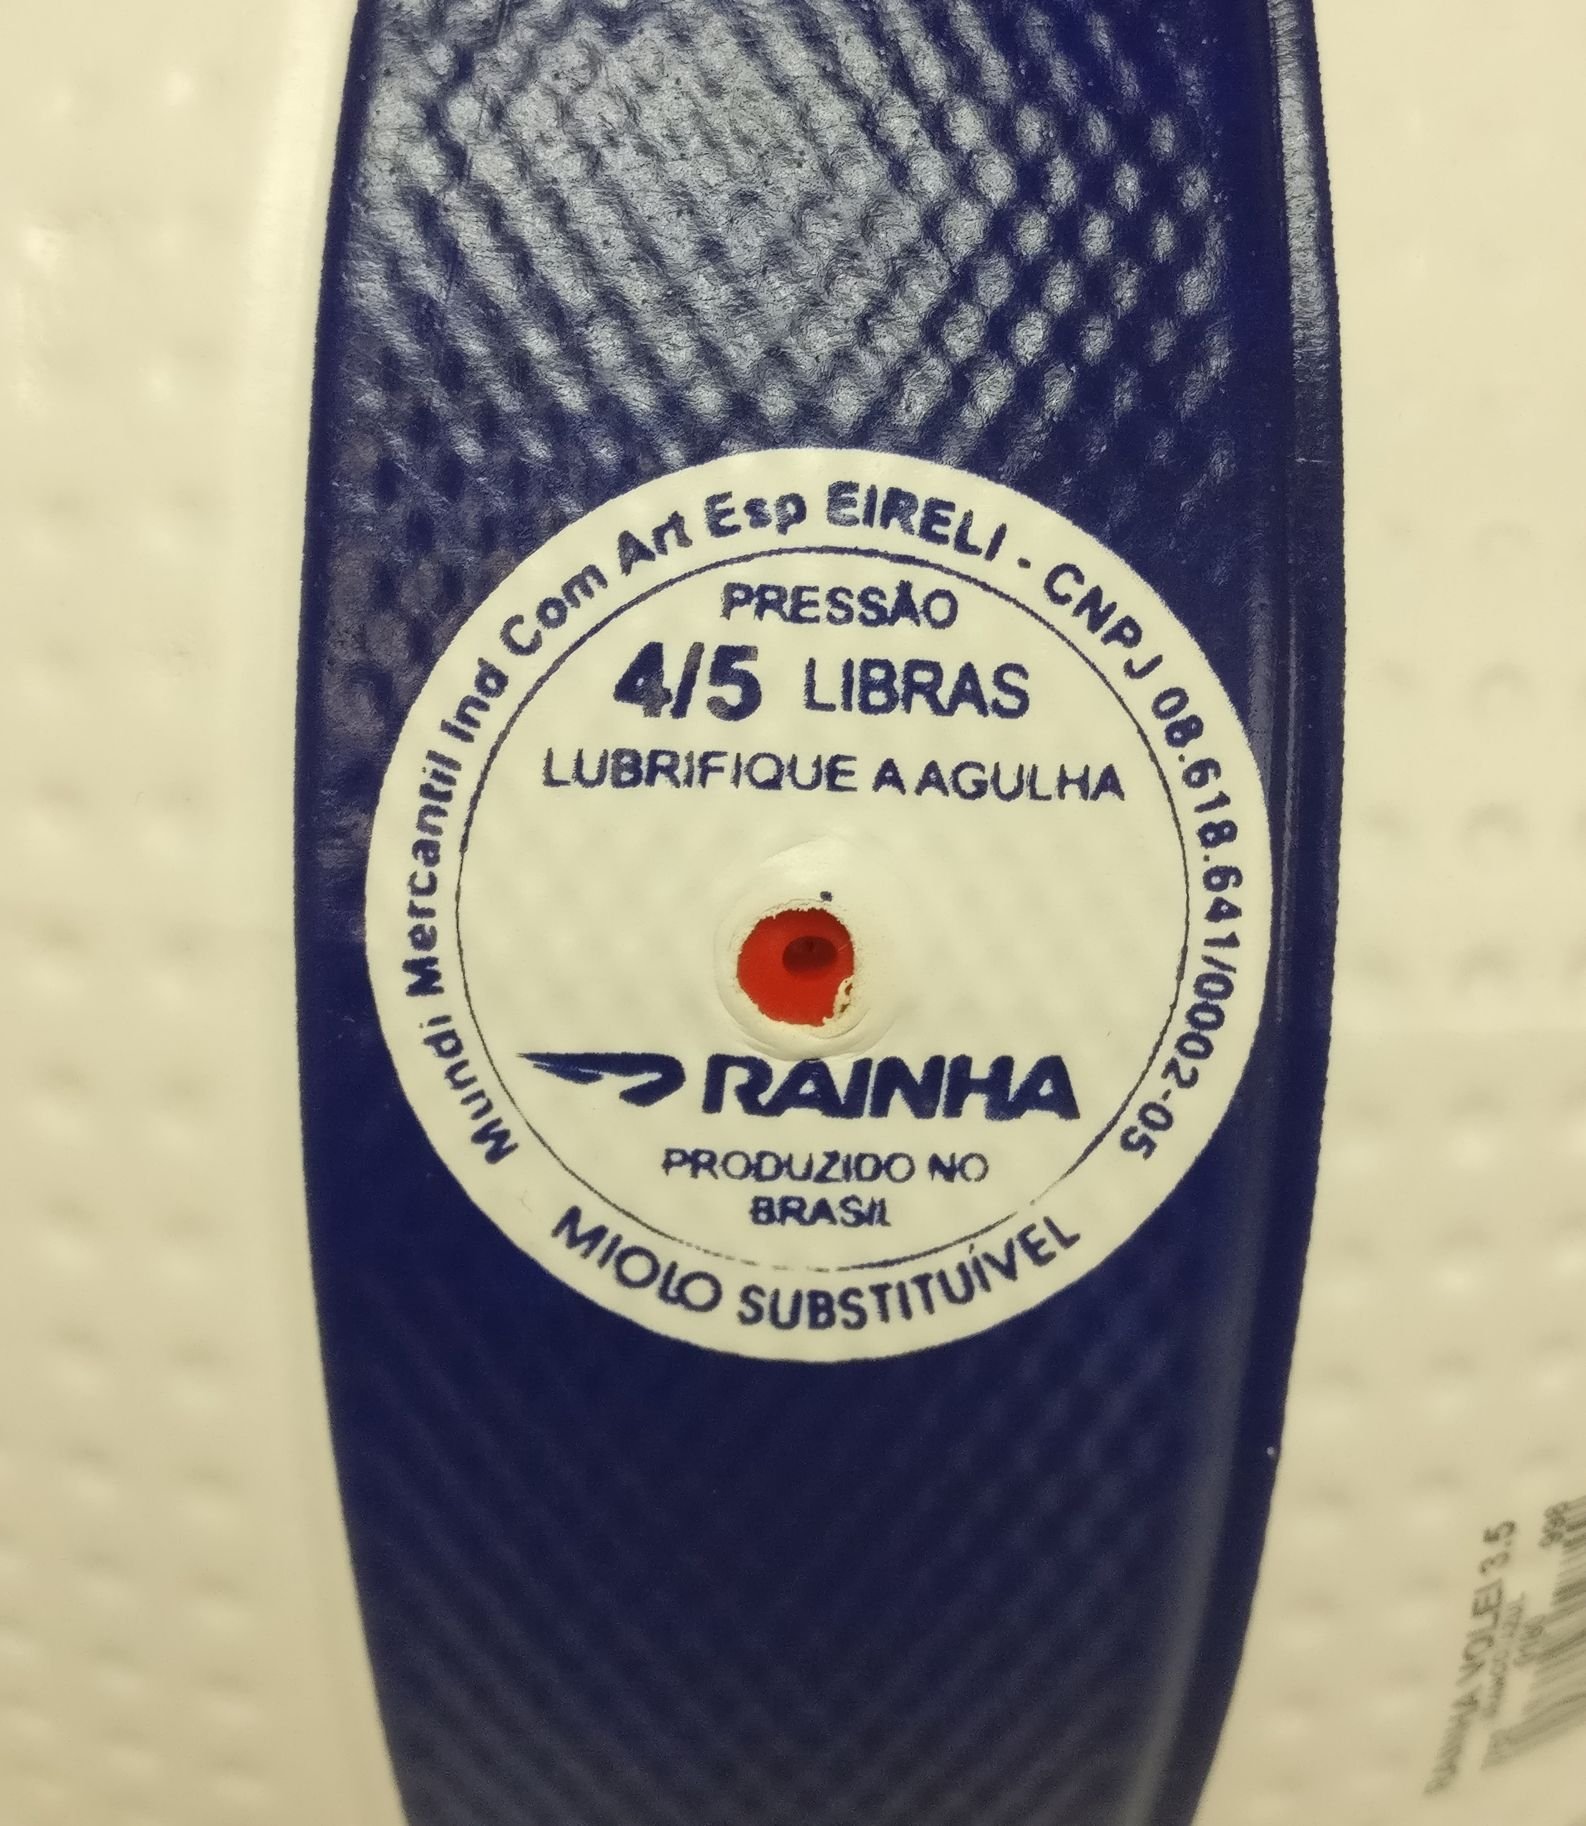 Mundi Mercantil Ind Com Art Esp EIRELI - CNPJ 08.618.641/0002-05
PRESSÃO
4/5 LIBRAS
LUBRIFIQUE A AGULHA
RAINHA
PRODUZIDO NO
BRASIL
MIOLO SUBSTITUÍVEL
RAINHA VOLEI 3.5